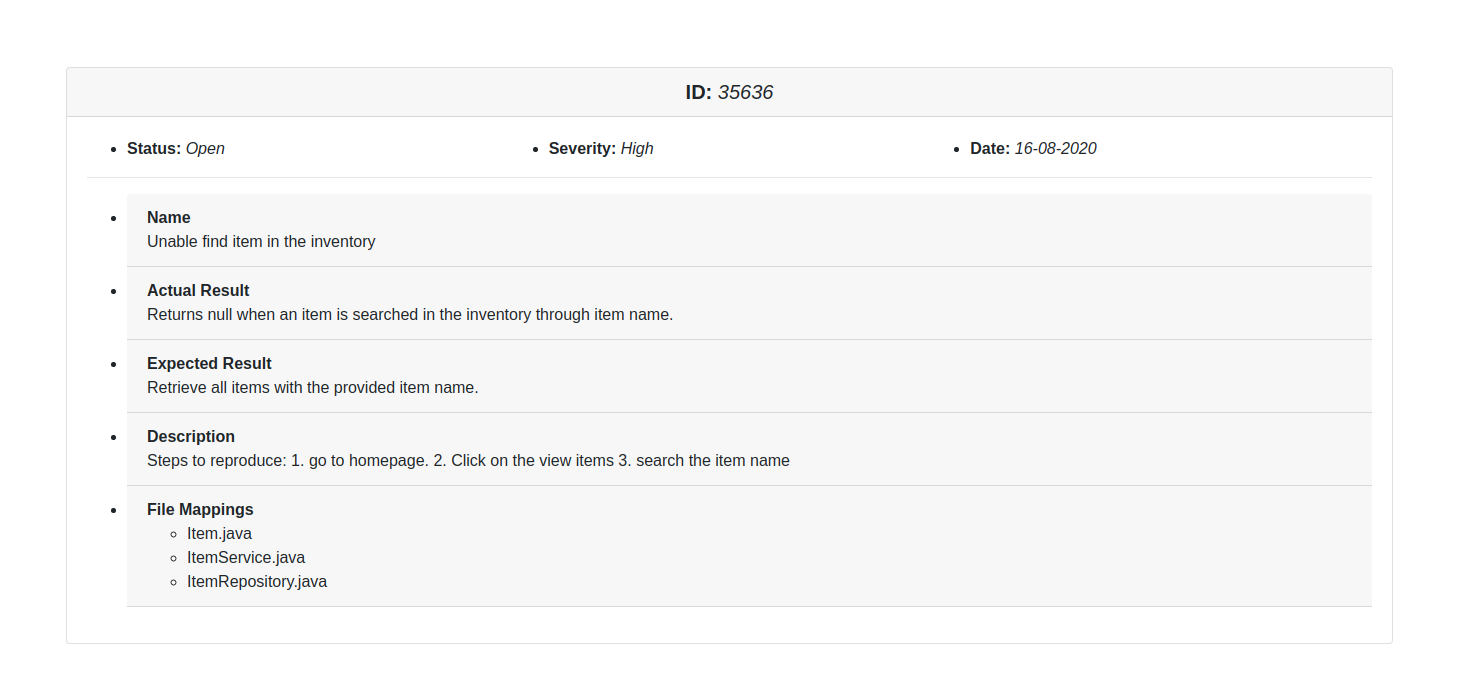 ID: 35636
Status: Open
Severity: High
Date: 16-08-2020
Name
Unable find item in the inventory
Actual Result
Returns null when an item is searched in the inventory through item name.
Expected Result
Retrieve all items with the provided item name.
Description
Steps to reproduce: 1. go to homepage. 2. Click on the view items 3. search the item name
File Mappings
Item.java
ItemService.java
ItemRepository.java